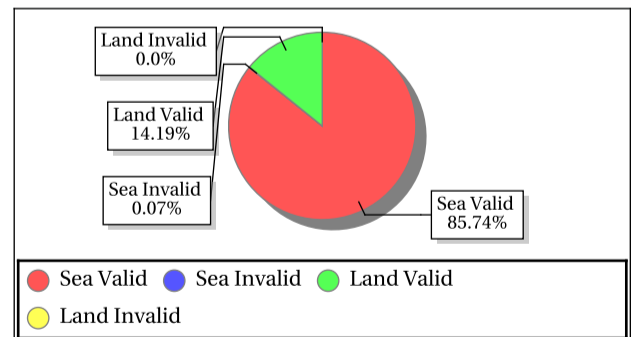 Land Invalid
0.0%
Land Valid
14.19%
Sea Invalid
0.07%
Sea Valid
85.74%
Sea Valid Sea Invalid Land Valid
Land Invalid